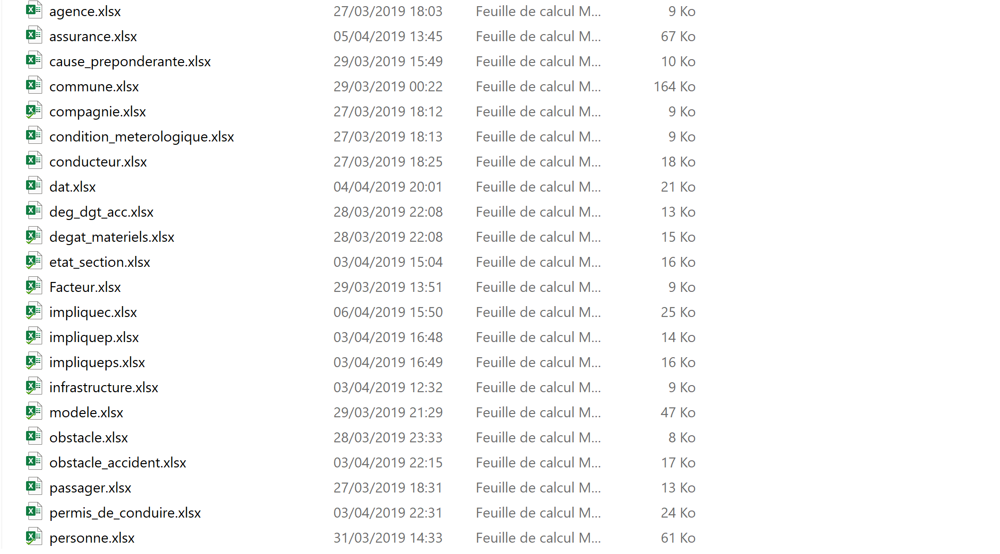 agence.xlsx 27/03/2019 18:03 Feuille de calcul M... 9 Ko
assurance.xlsx 05/04/2019 13:45 Feuille de calcul M... 67 Ko
cause_preponderante.xlsx 29/03/2019 15:49 Feuille de calcul M... 10 Ko
commune.xlsx 29/03/2019 00:22 Feuille de calcul M... 164 Ko
compagnie.xlsx 27/03/2019 18:12 Feuille de calcul M... 9 Ko
condition_meterologique.xlsx 27/03/2019 18:13 Feuille de calcul M... 9 Ko
conducteur.xlsx 27/03/2019 18:25 Feuille de calcul M... 18 Ko
dat.xlsx 04/04/2019 20:01 Feuille de calcul M... 21 Ko
deg_dgt_acc.xlsx 28/03/2019 22:08 Feuille de calcul M... 13 Ko
degat_materiels.xlsx 28/03/2019 22:08 Feuille de calcul M... 15 Ko
etat_section.xlsx 03/04/2019 15:04 Feuille de calcul M... 16 Ko
Facteur.xlsx 29/03/2019 13:51 Feuille de calcul M... 9 Ko
impliquec.xlsx 06/04/2019 15:50 Feuille de calcul M... 25 Ko
impliquep.xlsx 03/04/2019 16:48 Feuille de calcul M... 14 Ko
impliqueps.xlsx 03/04/2019 16:49 Feuille de calcul M... 16 Ko
infrastructure.xlsx 03/04/2019 12:32 Feuille de calcul M... 9 Ko
modele.xlsx 29/03/2019 21:29 Feuille de calcul M... 47 Ko
obstacle.xlsx 28/03/2019 23:33 Feuille de calcul M... 8 Ko
obstacle_accident.xlsx 03/04/2019 22:15 Feuille de calcul M... 17 Ko
passager.xlsx 27/03/2019 18:31 Feuille de calcul M... 13 Ko
permis_de_conduire.xlsx 03/04/2019 22:31 Feuille de calcul M... 24 Ko
personne.xlsx 31/03/2019 14:33 Feuille de calcul M... 61 Ko